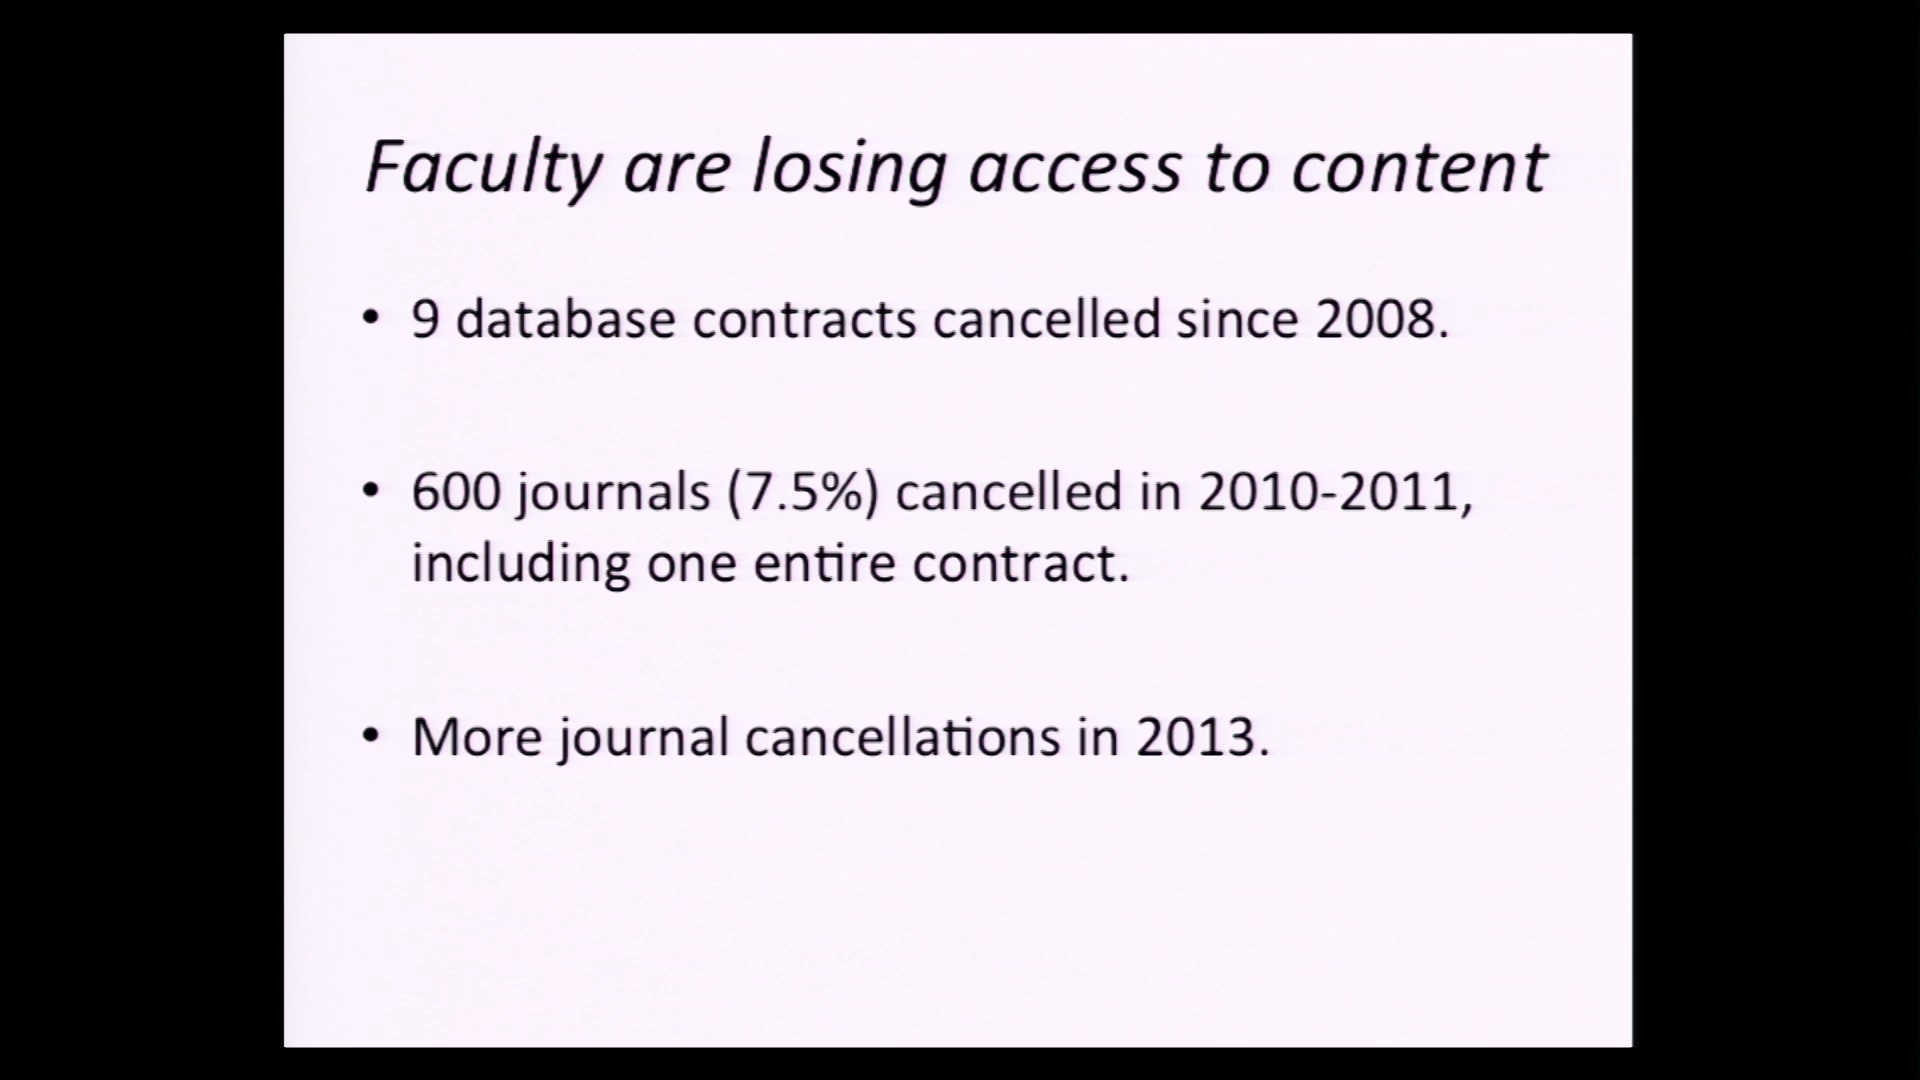 Faculty are losing access to content
• 9 database contracts cancelled since 2008.
• 600 journals (7.5%) cancelled in 2010-2011,
including one entire contract.
• More journal cancellations in 2013.